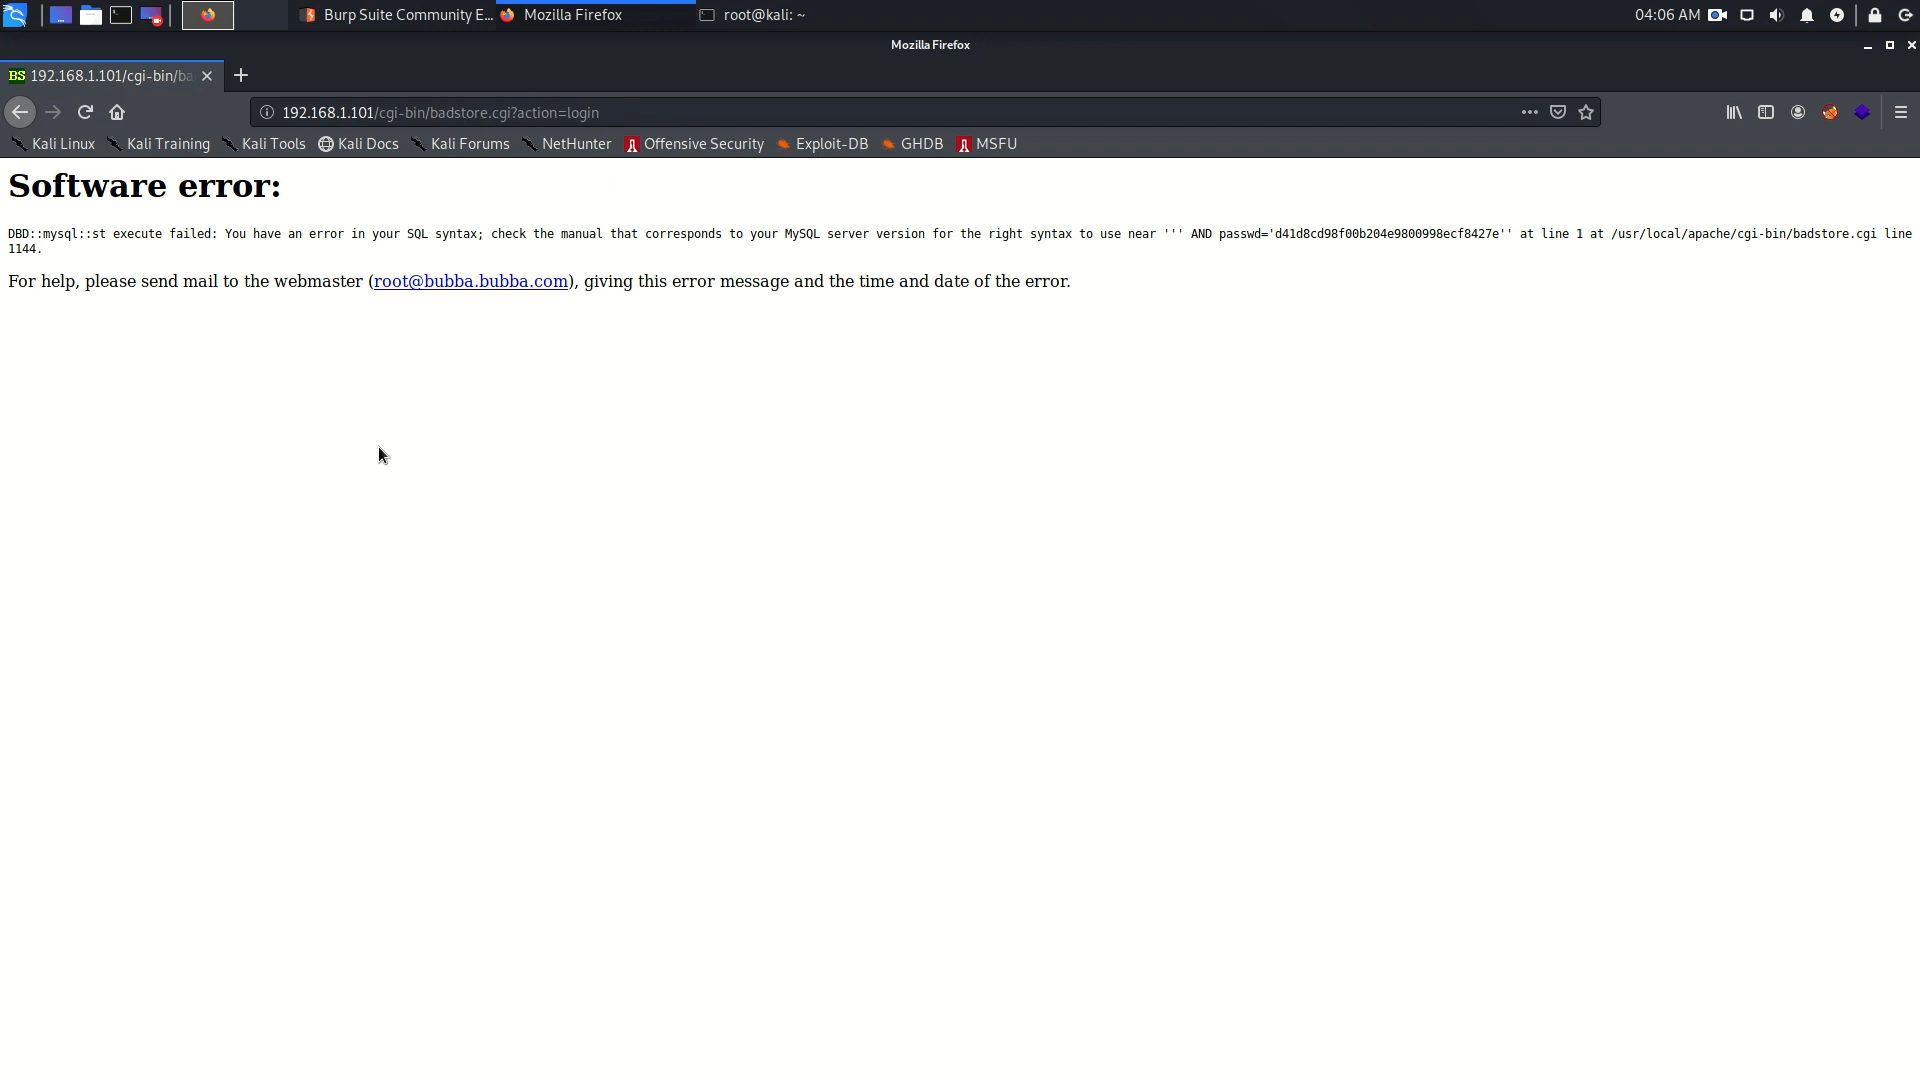 Burp Suite Community E...
Mozilla Firefox
root@kali: ~
04:06 AM
Mozilla Firefox
BS 192.168.1.101/cgi-bin/ba
192.168.1.101/cgi-bin/badstore.cgi?action=login
Kali Linux Kali Training Kali Tools Kali Docs Kali Forums NetHunter Offensive Security Exploit-DB GHDB MSFU
Software error:
DBD::mysql::st execute failed: You have an error in your SQL syntax; check the manual that corresponds to your MySQL server version for the right syntax to use near ''' AND passwd='d41d8cd98f00b204e9800998ecf8427e'' at line 1 at /usr/local/apache/cgi-bin/badstore.cgi line
1144.
For help, please send mail to the webmaster (root@bubba.bubba.com), giving this error message and the time and date of the error.